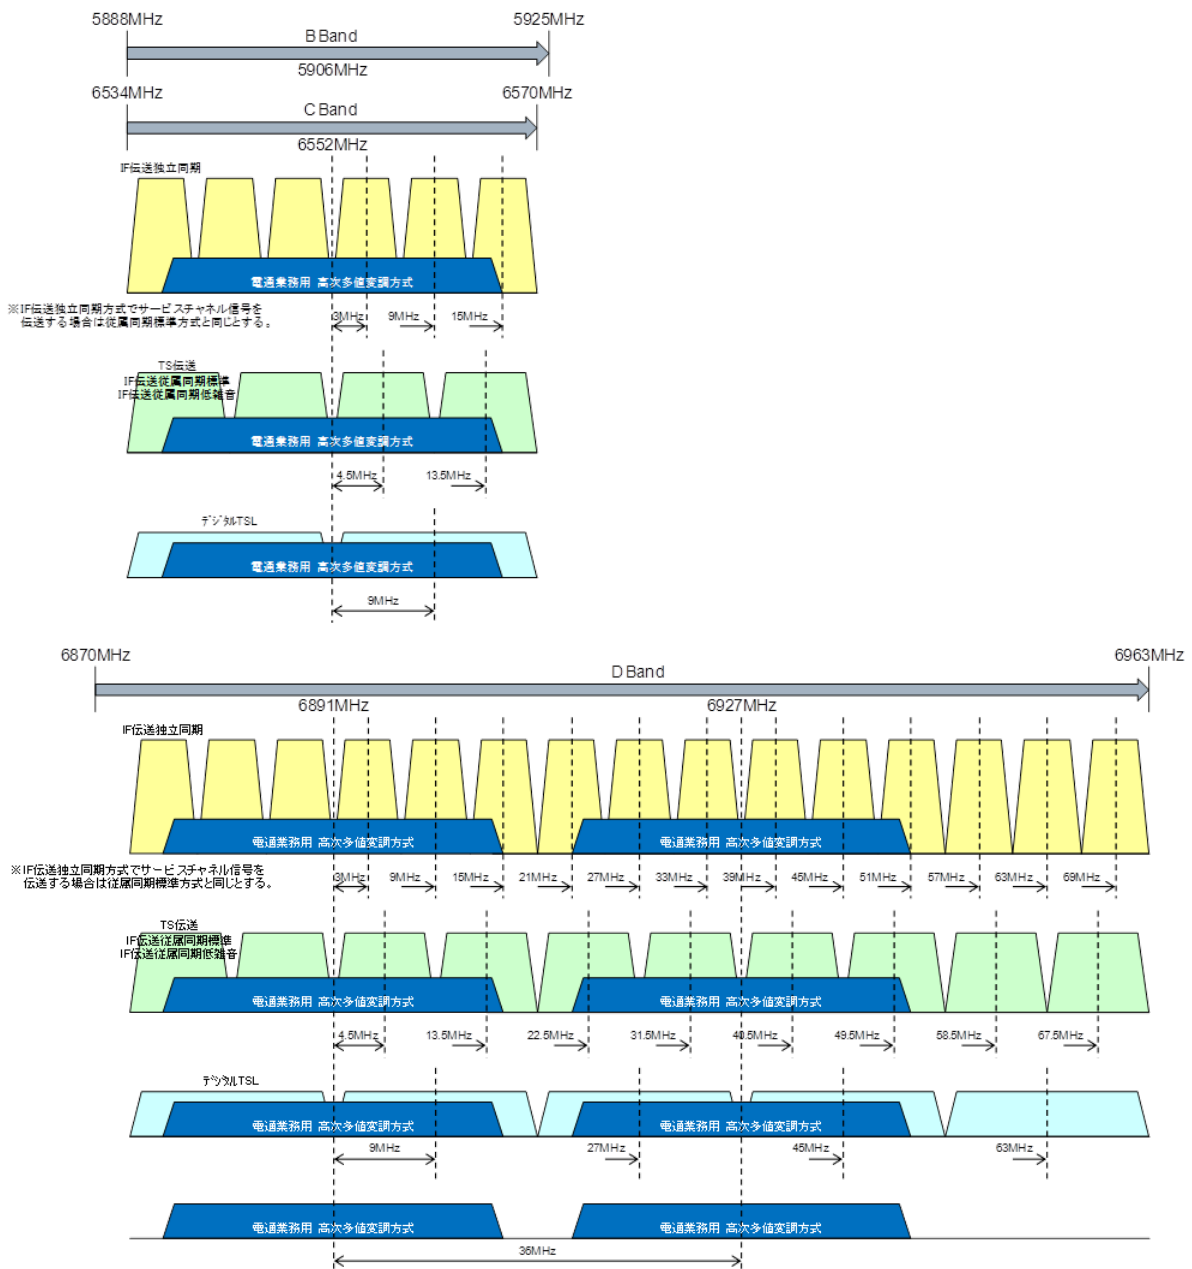 5888MHz
5925MHz
B Band
5906MHz
6534MHz
6570MHz
C Band
6552MHz
IF伝送独立同期
電通業務用 高次多値変調方式
※IF伝送独立同期方式でサービスチャネル信号を
伝送する場合は従属同期標準方式と同じとする。
3MHz
9MHz
15MHz
TS伝送
IF伝送従属同期標準
IF伝送従属同期低雑音
電通業務用 高次多値変調方式
4.5MHz
13.5MHz
デジタルTSL
電通業務用 高次多値変調方式
9MHz
6870MHz
6963MHz
D Band
6891MHz
6927MHz
IF伝送独立同期
電通業務用 高次多値変調方式
電通業務用 高次多値変調方式
※IF伝送独立同期方式でサービスチャネル信号を
伝送する場合は従属同期標準方式と同じとする。
3MHz
9MHz
15MHz
21MHz
27MHz
33MHz
39MHz
45MHz
51MHz
57MHz
63MHz
69MHz
TS伝送
IF伝送従属同期標準
IF伝送従属同期低雑音
電通業務用 高次多値変調方式
電通業務用 高次多値変調方式
4.5MHz
13.5MHz
22.5MHz
31.5MHz
40.5MHz
49.5MHz
58.5MHz
67.5MHz
デジタルTSL
電通業務用 高次多値変調方式
電通業務用 高次多値変調方式
9MHz
27MHz
45MHz
63MHz
電通業務用 高次多値変調方式
電通業務用 高次多値変調方式
36MHz